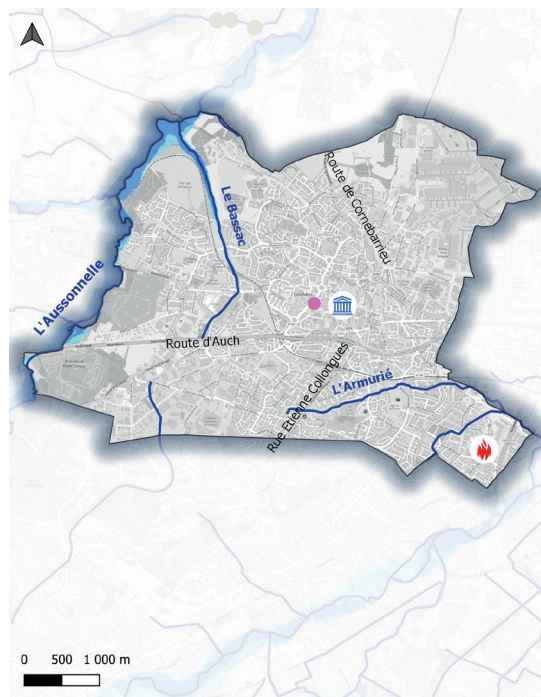 Route de Cornebarrieu
Le Bassac
L'Aussonnelle
Route d'Auch
Rue Etienne Collongues
L'Armurié
0 500 1 000 m